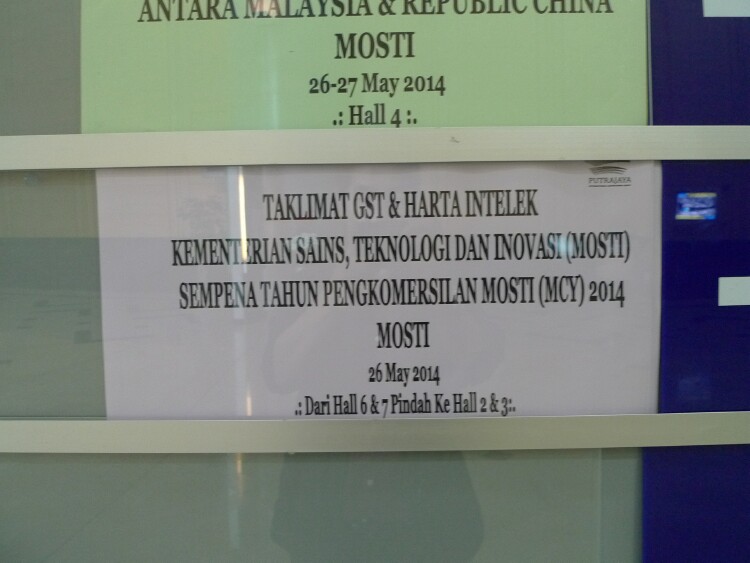 ANTARA MALAYSIA & REPUBLIC CHINA
MOSTI
26-27 May 2014
.: Hall 4 :.
PUTRAJAYA
TAKLIMAT GST & HARTA INTELEK
KEMENTERIAN SAINS, TEKNOLOGI DAN INOVASI (MOSTI)
SEMPENA TAHUN PENGKOMERSILAN MOSTI (MCY) 2014
MOSTI
26 May 2014
.: Dari Hall 6 & 7 Pindah Ke Hall 2 & 3:.